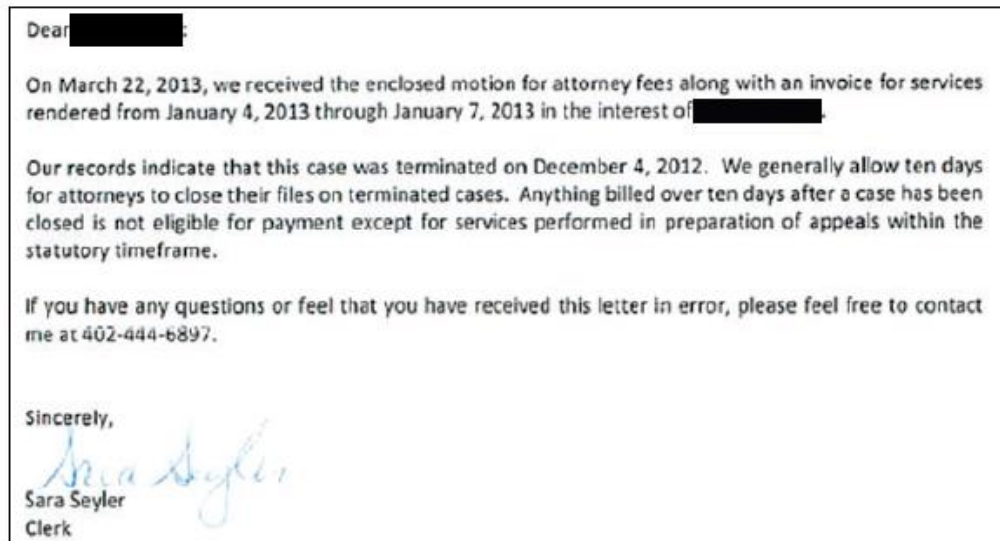 Dear :
On March 22, 2013, we received the enclosed motion for attorney fees along with an invoice for services
rendered from January 4, 2013 through January 7, 2013 in the interest of .
Our records indicate that this case was terminated on December 4, 2012. We generally allow ten days
for attorneys to close their files on terminated cases. Anything billed over ten days after a case has been
closed is not eligible for payment except for services performed in preparation of appeals within the
statutory timeframe.
If you have any questions or feel that you have received this letter in error, please feel free to contact
me at 402-444-6897.
Sincerely,
Sara Seyler
Sara Seyler
Clerk